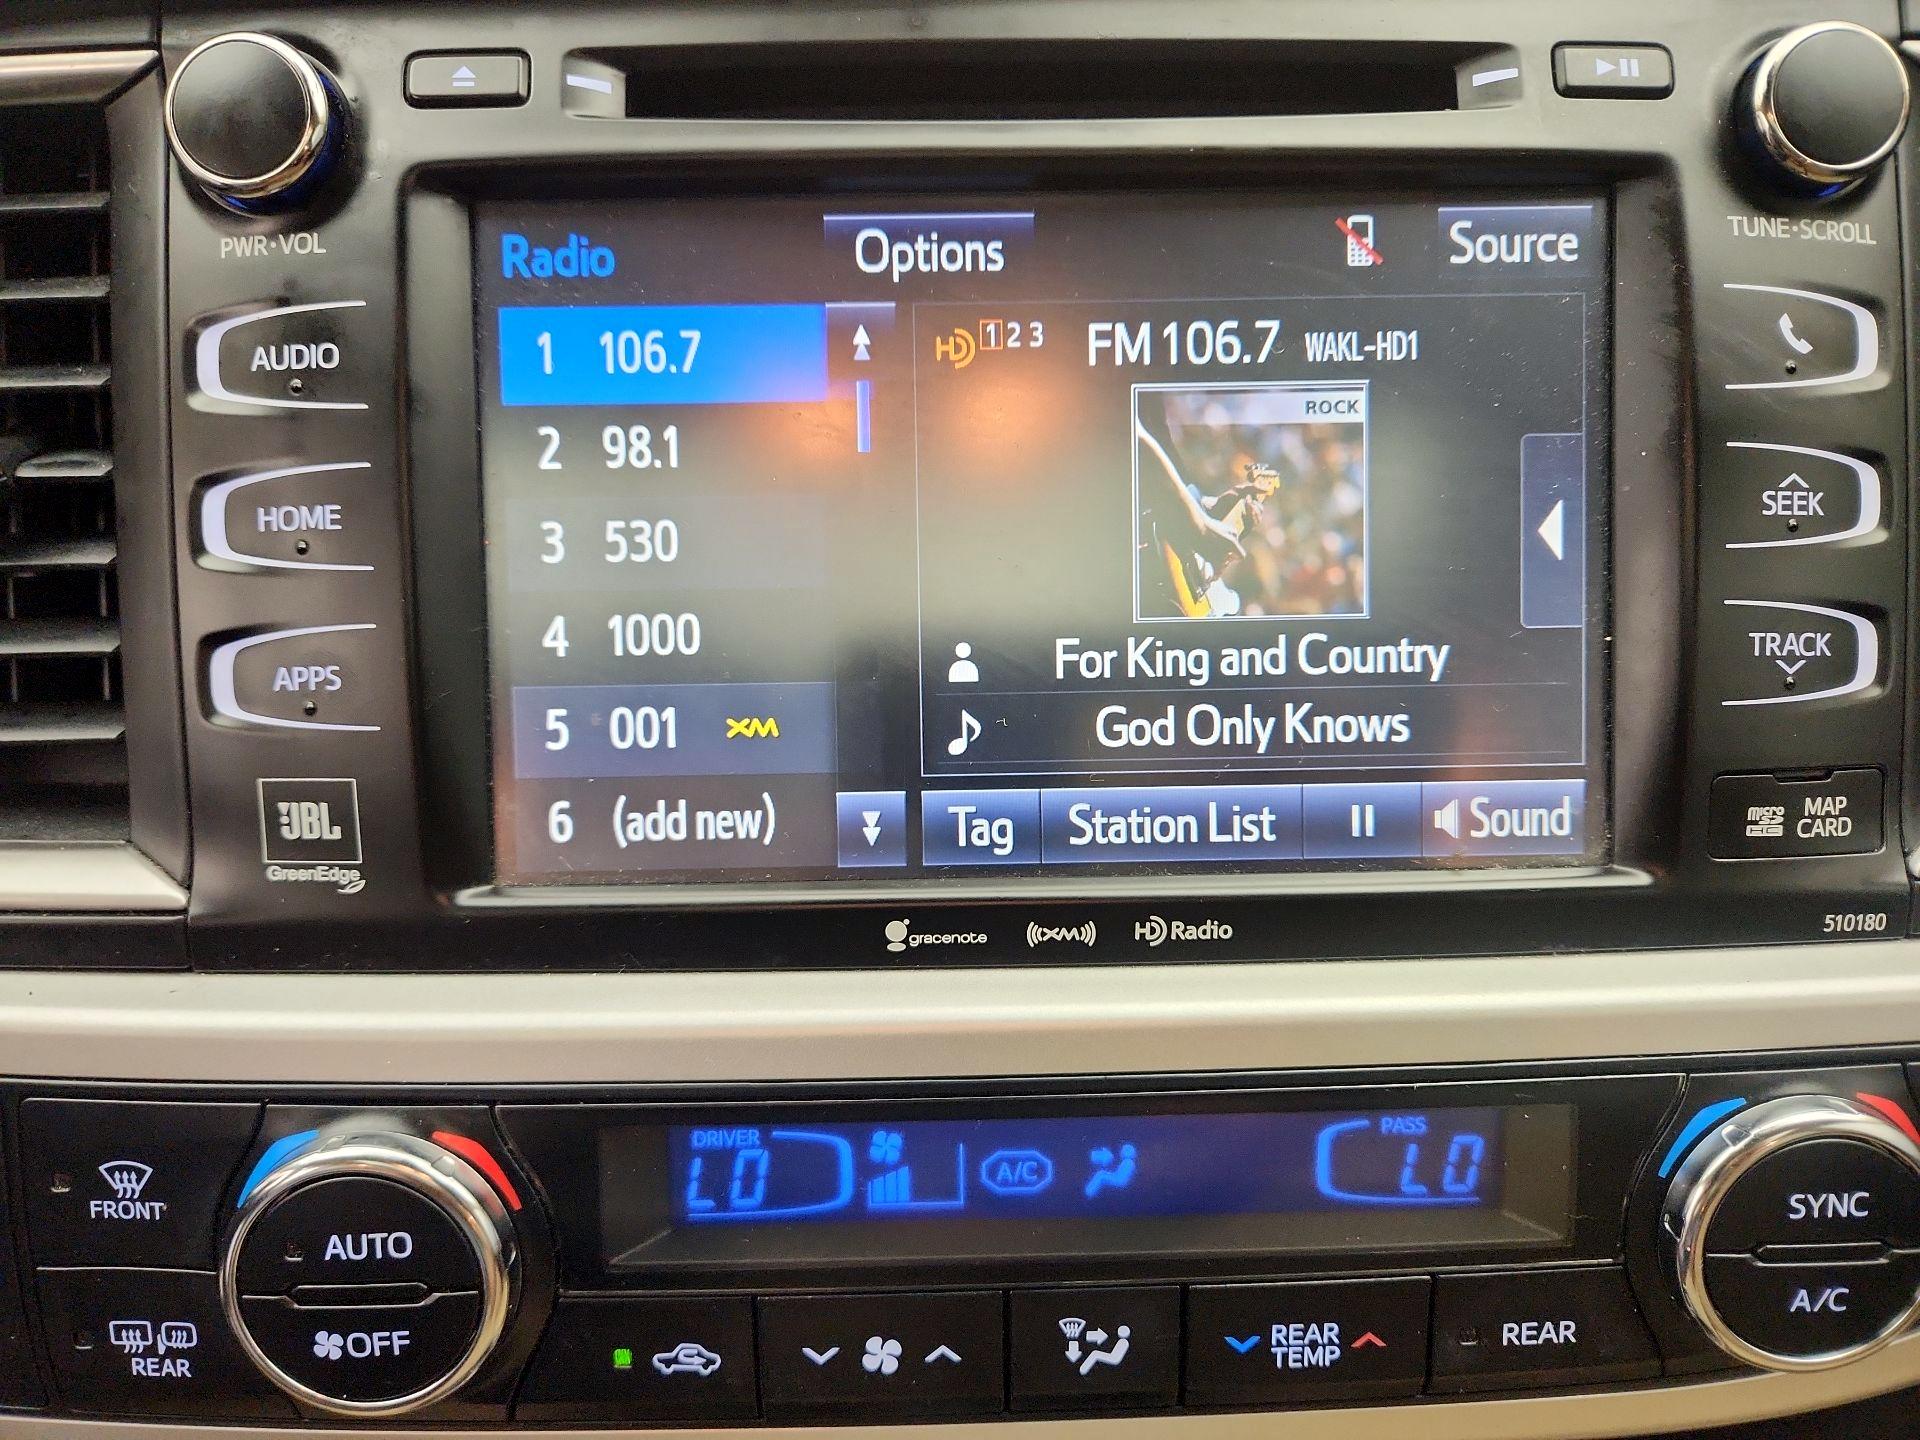 PWR·VOL
TUNE·SCROLL
AUDIO
HOME
APPS
JBL
GreenEdge
Radio
Options
Source
1 106.7
2 98.1
3 530
4 1000
5 001 XM
6 (add new)
HD 1 2 3 FM 106.7 WAKL-HD1
ROCK
For King and Country
God Only Knows
Tag
Station List
Sound
SEEK
TRACK
micro SD HC
MAP
CARD
gracenote
((XM))
HD Radio
510180
FRONT
REAR
AUTO
OFF
DRIVER
LO
A/C
PASS
LO
REAR
TEMP
REAR
SYNC
A/C